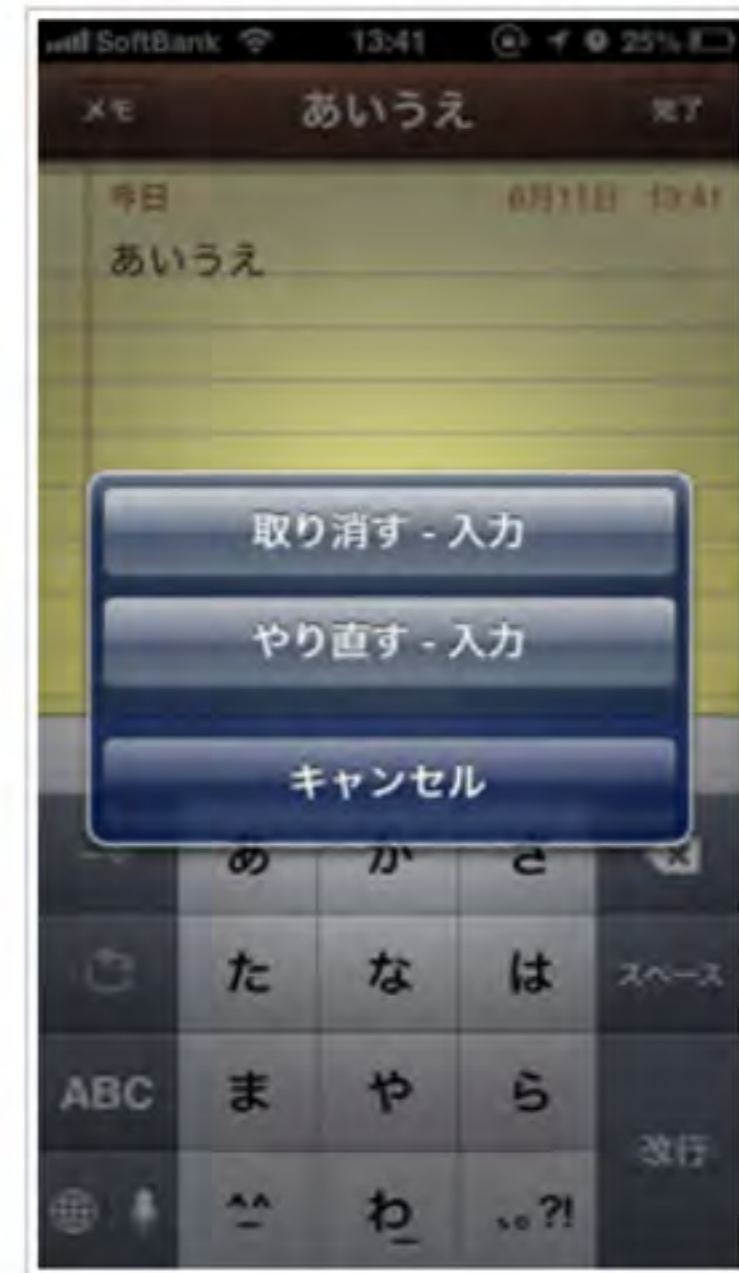 SoftBank 13:41 25%
メモ あいうえ 完了
今日 6月11日 13:41
あいうえ
取り消す - 入力
やり直す - 入力
キャンセル
あ か さ
た な は スペース
ABC ま や ら
改行
^^ わ 、。?!